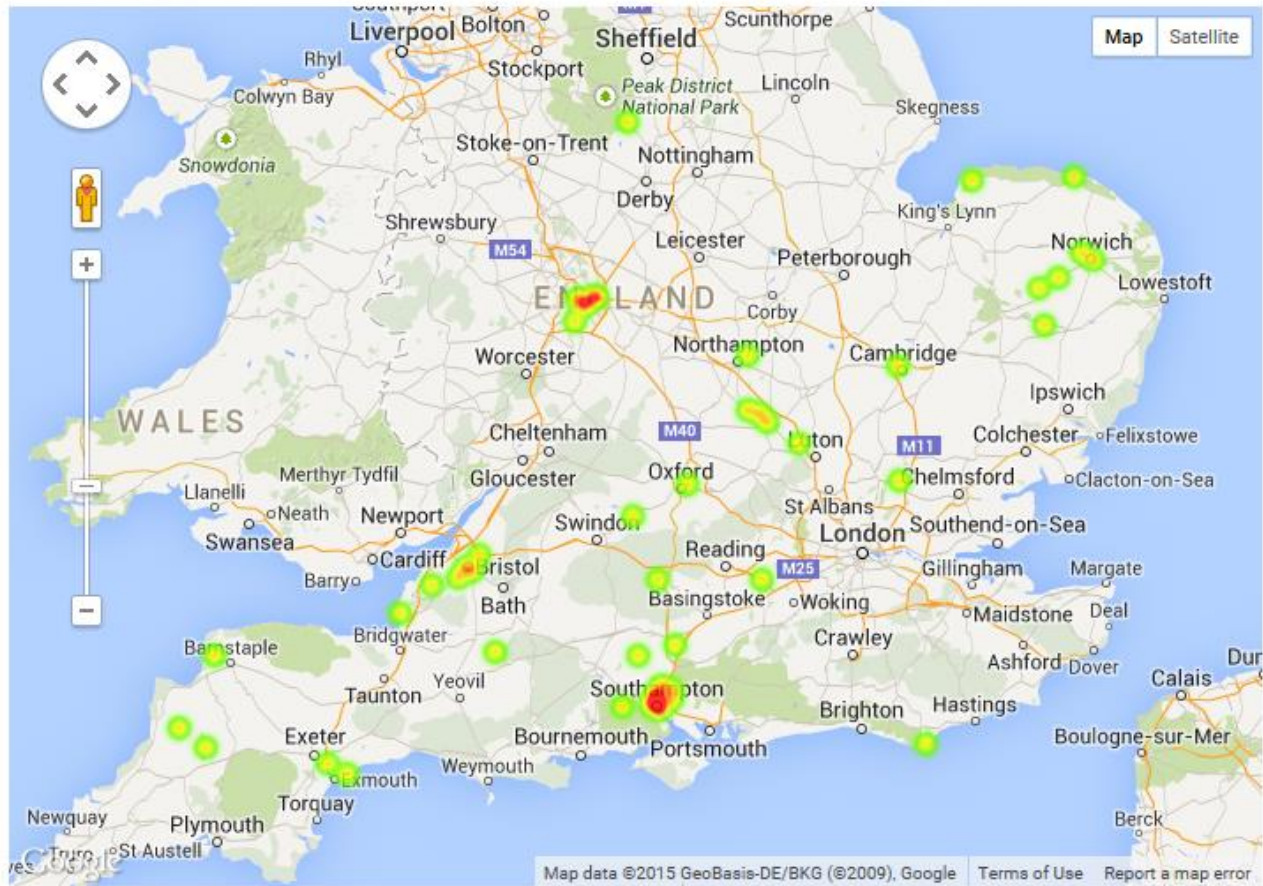 Southport
Bolton
M1
Scunthorpe
Liverpool
Sheffield
Map
Satellite
Rhyl
Stockport
Colwyn Bay
Peak District
National Park
Lincoln
Skegness
Snowdonia
Stoke-on-Trent
Nottingham
Derby
King's Lynn
Shrewsbury
M54
Leicester
Peterborough
Norwich
Lowestoft
ENGLAND
Corby
Worcester
Northampton
Cambridge
Ipswich
WALES
Cheltenham
M40
Luton
M11
Colchester
Felixstowe
Merthyr Tydfil
Gloucester
Oxford
Chelmsford
Clacton-on-Sea
Llanelli
Neath
Newport
Swindon
St Albans
Southend-on-Sea
Swansea
London
Cardiff
Bristol
Reading
M25
Gillingham
Margate
Barry
Bath
Basingstoke
Woking
Maidstone
Deal
Bridgwater
Crawley
Ashford
Dover
Barnstaple
Taunton
Yeovil
Southampton
Calais
Brighton
Hastings
Exeter
Bournemouth
Portsmouth
Boulogne-sur-Mer
Exmouth
Weymouth
Torquay
Newquay
Plymouth
Berck
Truro
St Austell
Google
Map data ©2015 GeoBasis-DE/BKG (©2009), Google
Terms of Use
Report a map error